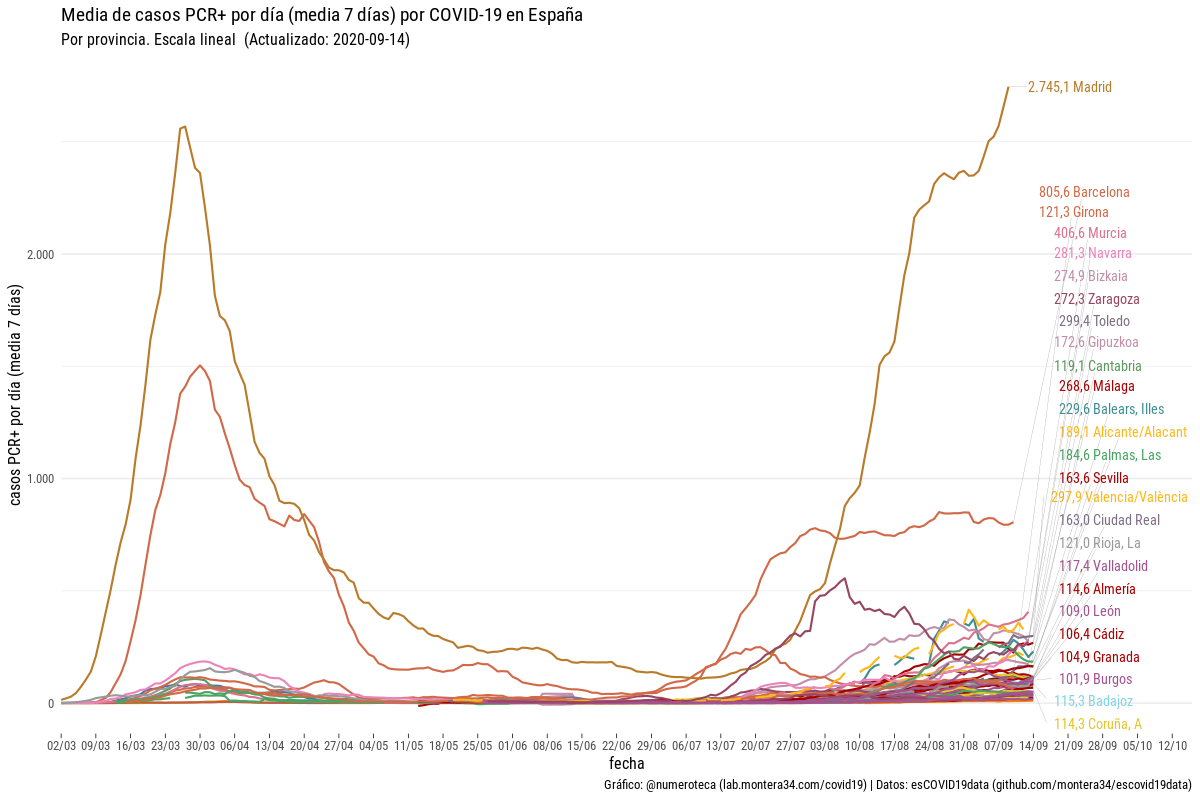 Media de casos PCR+ por día (media 7 días) por COVID-19 en España
Por provincia. Escala lineal (Actualizado: 2020-09-14)
casos PCR+ por día (media 7 días)
2.000
1.000
0
2.745,1 Madrid
805,6 Barcelona
121,3 Girona
406,6 Murcia
281,3 Navarra
274,9 Bizkaia
272,3 Zaragoza
299,4 Toledo
172,6 Gipuzkoa
119,1 Cantabria
268,6 Málaga
229,6 Balears, Illes
189,1 Alicante/Alacant
184,6 Palmas, Las
163,6 Sevilla
297,9 Valencia/València
163,0 Ciudad Real
121,0 Rioja, La
117,4 Valladolid
114,6 Almería
109,0 León
106,4 Cádiz
104,9 Granada
101,9 Burgos
115,3 Badajoz
114,3 Coruña, A
02/03 09/03 16/03 23/03 30/03 06/04 13/04 20/04 27/04 04/05 11/05 18/05 25/05 01/06 08/06 15/06 22/06 29/06 06/07 13/07 20/07 27/07 03/08 10/08 17/08 24/08 31/08 07/09 14/09 21/09 28/09 05/10 12/10
fecha
Gráfico: @numeroteca (lab.montera34.com/covid19) | Datos: esCOVID19data (github.com/montera34/escovid19data)